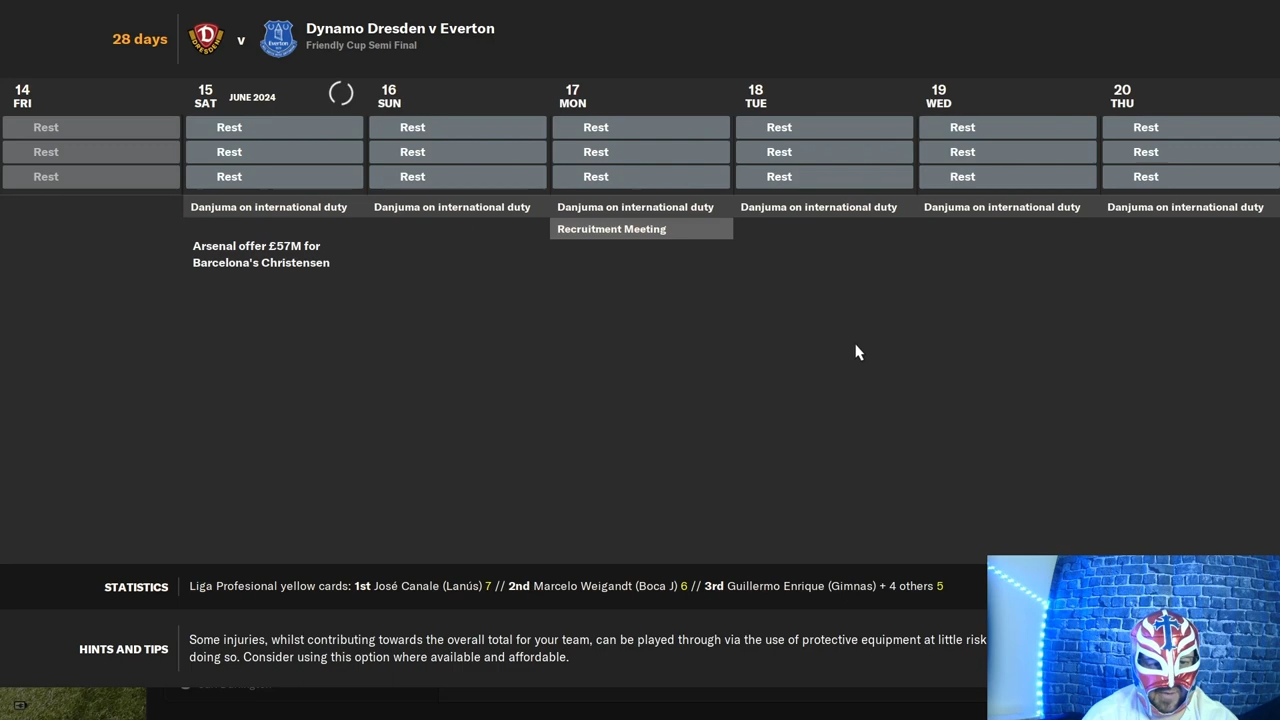 28 days
v
Dynamo Dresden v Everton
Friendly Cup Semi Final
DRESDEN
Everton
14
FRI
15
SAT JUNE 2024
16
SUN
17
MON
18
TUE
19
WED
20
THU
Rest Rest Rest Rest Rest Rest Rest
Rest Rest Rest Rest Rest Rest Rest
Rest Rest Rest Rest Rest Rest Rest
Danjuma on international duty Danjuma on international duty Danjuma on international duty Danjuma on international duty Danjuma on international duty Danjuma on international duty
Recruitment Meeting
Arsenal offer £57M for
Barcelona's Christensen
STATISTICS
Liga Profesional yellow cards: 1st José Canale (Lanús) 7 // 2nd Marcelo Weigandt (Boca J) 6 // 3rd Guillermo Enrique (Gimnas) + 4 others 5
HINTS AND TIPS
Some injuries, whilst contributing towards the overall total for your team, can be played through via the use of protective equipment at little risk
doing so. Consider using this option where available and affordable.